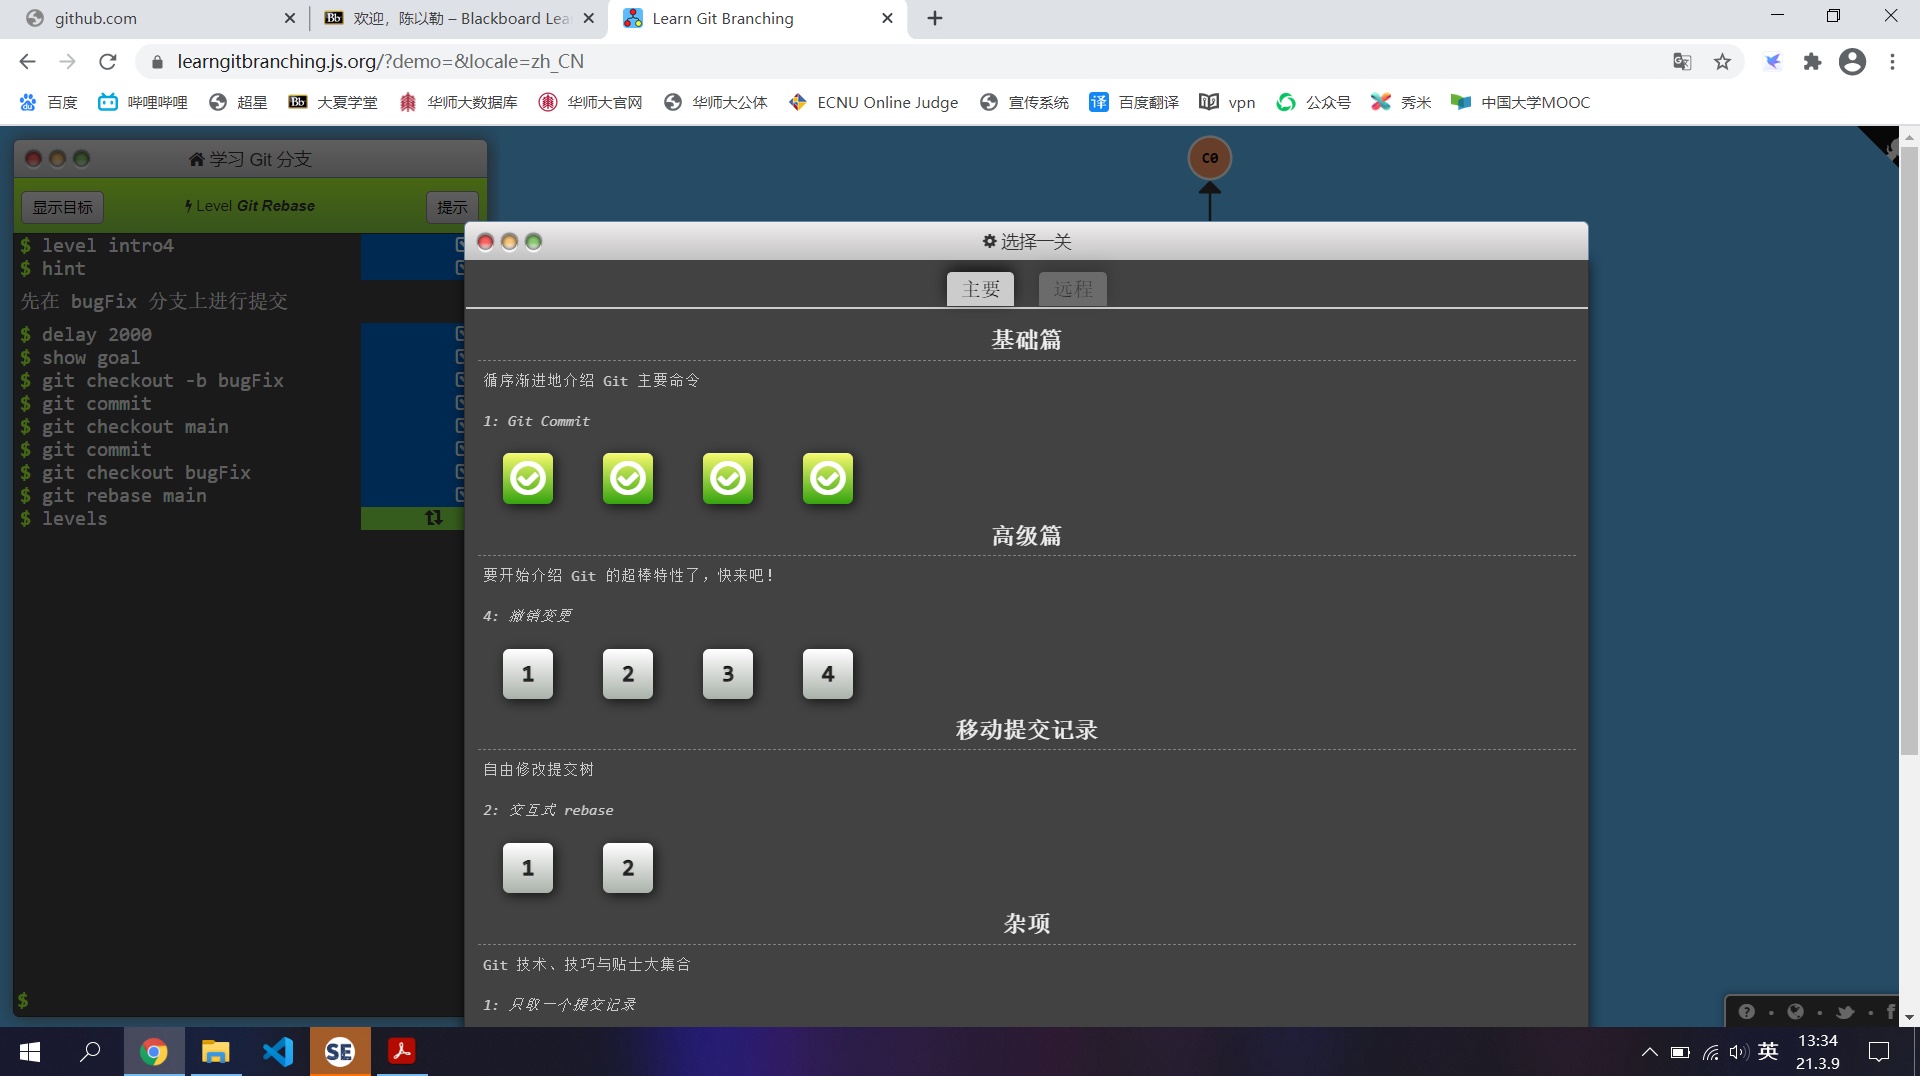 github.com
欢迎，陈以勒 – Blackboard Lea
Learn Git Branching
learngitbranching.js.org/?demo=&locale=zh_CN
百度 哔哩哔哩 超星 大夏学堂 华师大数据库 华师大官网 华师大公体 ECNU Online Judge 宣传系统 百度翻译 vpn 公众号 秀米 中国大学MOOC
学习 Git 分支
显示目标 Level Git Rebase 提示
$ level intro4
$ hint
先在 bugFix 分支上进行提交
$ delay 2000
$ show goal
$ git checkout -b bugFix
$ git commit
$ git checkout main
$ git commit
$ git checkout bugFix
$ git rebase main
$ levels
$
C0
选择一关
主要 远程
基础篇
循序渐进地介绍 Git 主要命令
1: Git Commit
高级篇
要开始介绍 Git 的超棒特性了，快来吧！
4: 撤销变更
1 2 3 4
移动提交记录
自由修改提交树
2: 交互式 rebase
1 2
杂项
Git 技术、技巧与贴士大集合
1: 只取一个提交记录
英
13:34
21.3.9